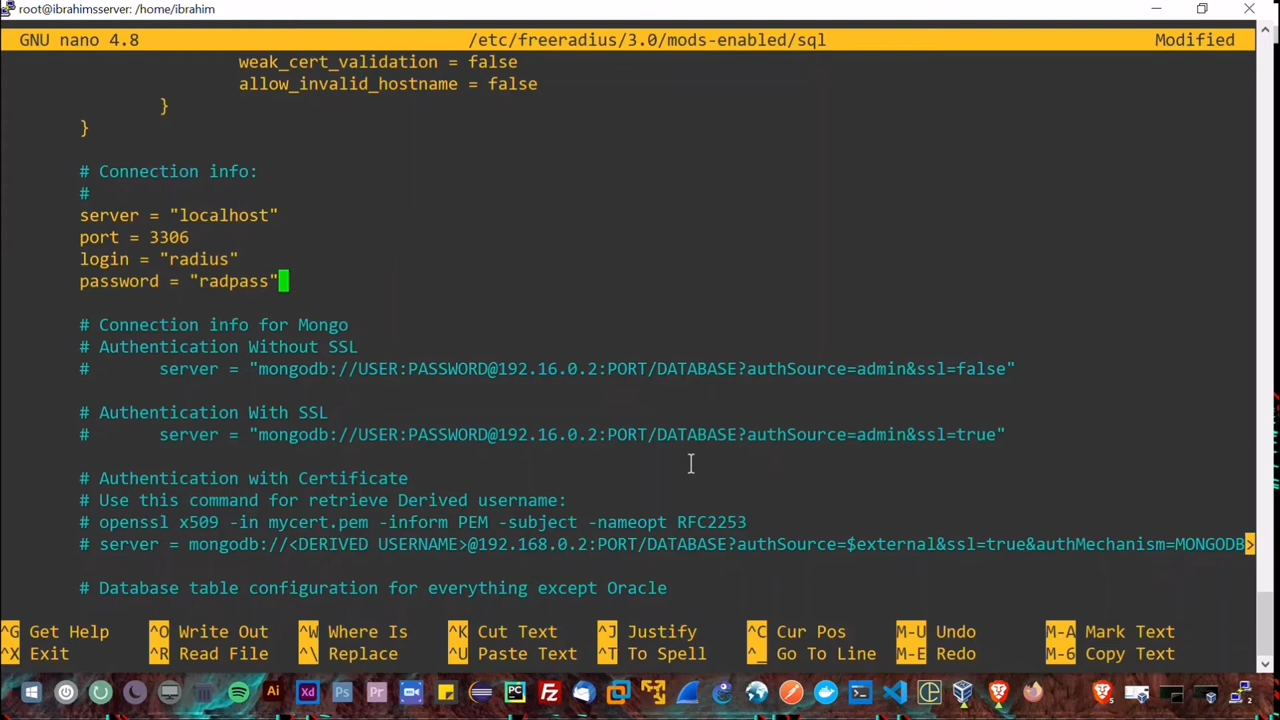 root@ibrahimsserver: /home/ibrahim
GNU nano 4.8 /etc/freeradius/3.0/mods-enabled/sql Modified
weak_cert_validation = false
allow_invalid_hostname = false
}
}
# Connection info:
#
server = "localhost"
port = 3306
login = "radius"
password = "radpass"
# Connection info for Mongo
# Authentication Without SSL
# server = "mongodb://USER:PASSWORD@192.16.0.2:PORT/DATABASE?authSource=admin&ssl=false"
# Authentication With SSL
# server = "mongodb://USER:PASSWORD@192.16.0.2:PORT/DATABASE?authSource=admin&ssl=true"
# Authentication with Certificate
# Use this command for retrieve Derived username:
# openssl x509 -in mycert.pem -inform PEM -subject -nameopt RFC2253
# server = mongodb://<DERIVED USERNAME>@192.168.0.2:PORT/DATABASE?authSource=$external&ssl=true&authMechanism=MONGODB>
# Database table configuration for everything except Oracle
^G Get Help ^O Write Out ^W Where Is ^K Cut Text ^J Justify ^C Cur Pos M-U Undo M-A Mark Text
^X Exit ^R Read File ^\ Replace ^U Paste Text ^T To Spell ^_ Go To Line M-E Redo M-6 Copy Text
Ai Xd Ps Pr PC FZ